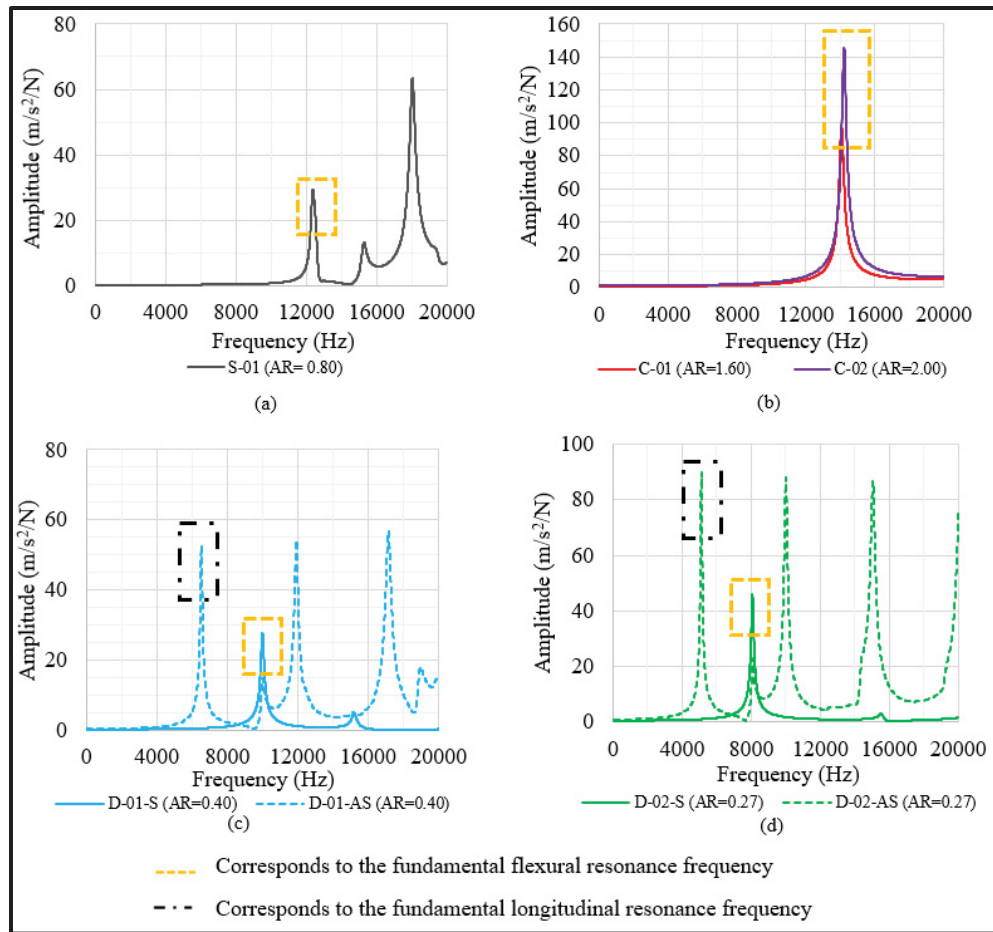 80
60
40
20
0
Amplitude (m/s²/N)
0 4000 8000 12000 16000 20000
Frequency (Hz)
S-01 (AR= 0.80)
(a)
160
140
120
100
80
60
40
20
0
Amplitude (m/s²/N)
0 4000 8000 12000 16000 20000
Frequency (Hz)
C-01 (AR=1.60) C-02 (AR=2.00)
(b)
80
60
40
20
0
Amplitude (m/s²/N)
0 4000 8000 12000 16000 20000
Frequency (Hz)
D-01-S (AR=0.40) D-01-AS (AR=0.40)
(c)
100
80
60
40
20
0
Amplitude (m/s²/N)
0 4000 8000 12000 16000 20000
Frequency (Hz)
D-02-S (AR=0.27) D-02-AS (AR=0.27)
(d)
Corresponds to the fundamental flexural resonance frequency
Corresponds to the fundamental longitudinal resonance frequency